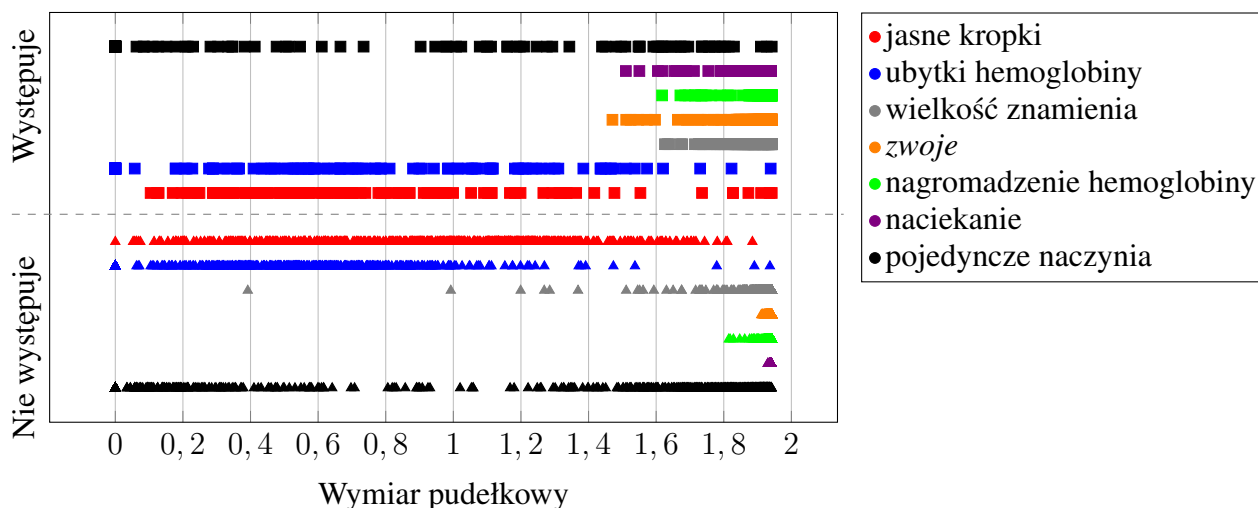 Występuje
Nie występuje
0
0,2
0,4
0,6
0,8
1
1,2
1,4
1,6
1,8
2
Wymiar pudełkowy
jasne kropki
ubytki hemoglobiny
wielkość znamienia
zwoje
nagromadzenie hemoglobiny
naciekanie
pojedyncze naczynia